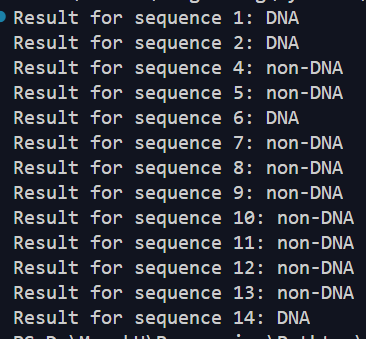 Result for sequence 1: DNA
Result for sequence 2: DNA
Result for sequence 4: non-DNA
Result for sequence 5: non-DNA
Result for sequence 6: DNA
Result for sequence 7: non-DNA
Result for sequence 8: non-DNA
Result for sequence 9: non-DNA
Result for sequence 10: non-DNA
Result for sequence 11: non-DNA
Result for sequence 12: non-DNA
Result for sequence 13: non-DNA
Result for sequence 14: DNA